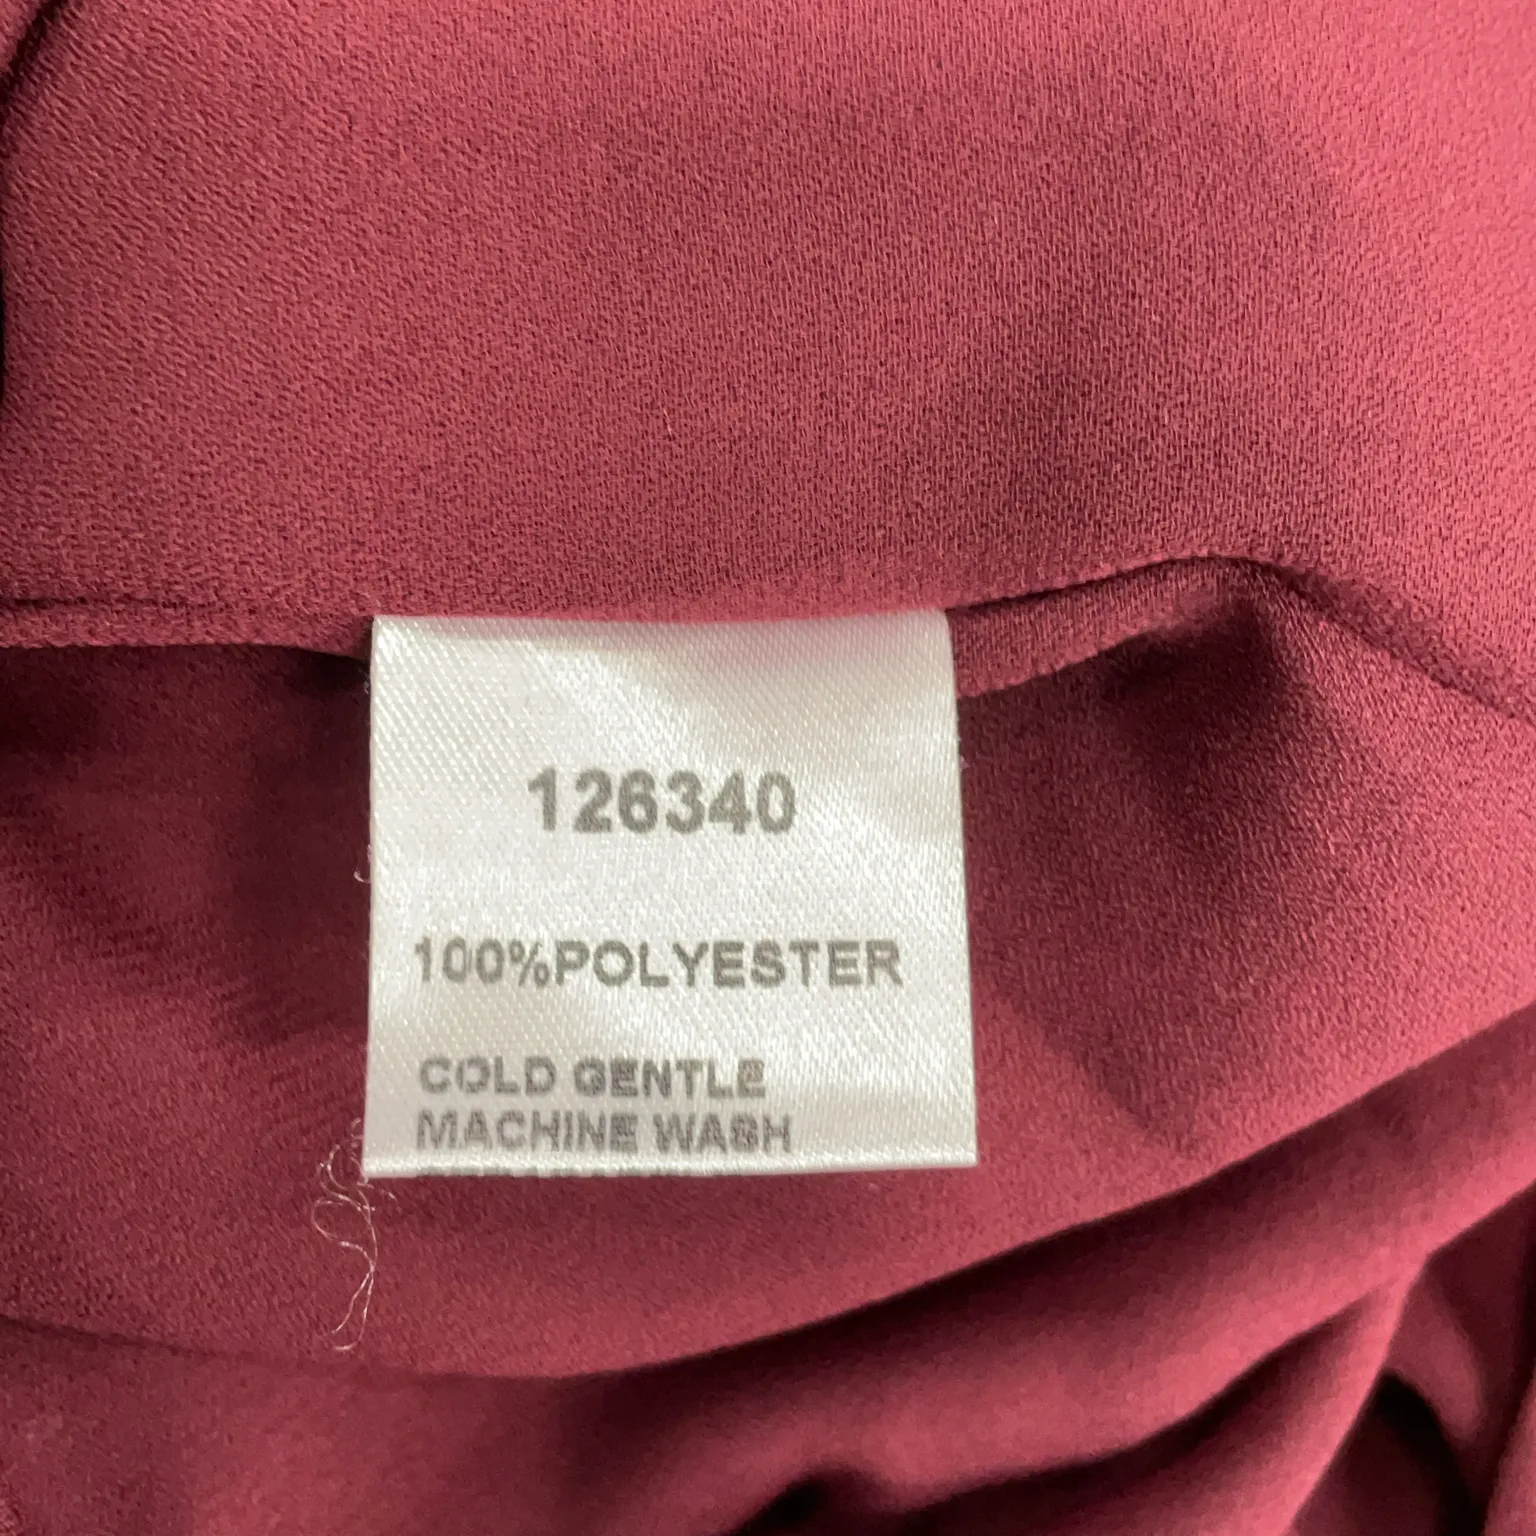 126340
100%POLYESTER
COLD GENTLE
MACHINE WASH